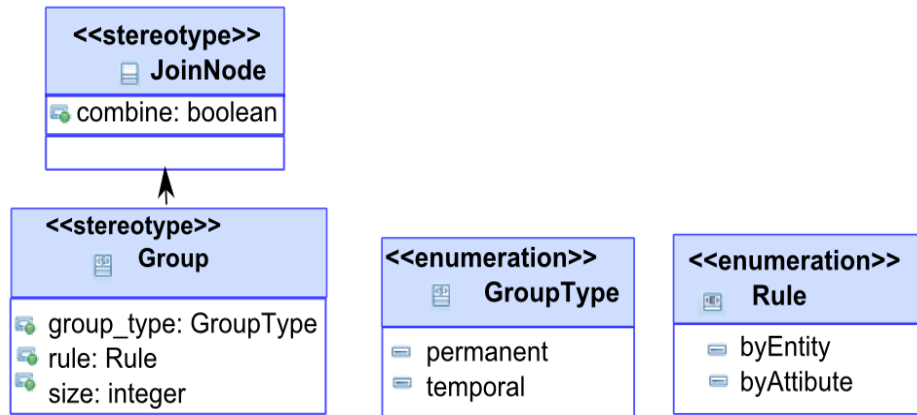 <<stereotype>>
JoinNode
combine: boolean
<<stereotype>>
Group
group_type: GroupType
rule: Rule
size: integer
<<enumeration>>
GroupType
permanent
temporal
<<enumeration>>
Rule
byEntity
byAttibute